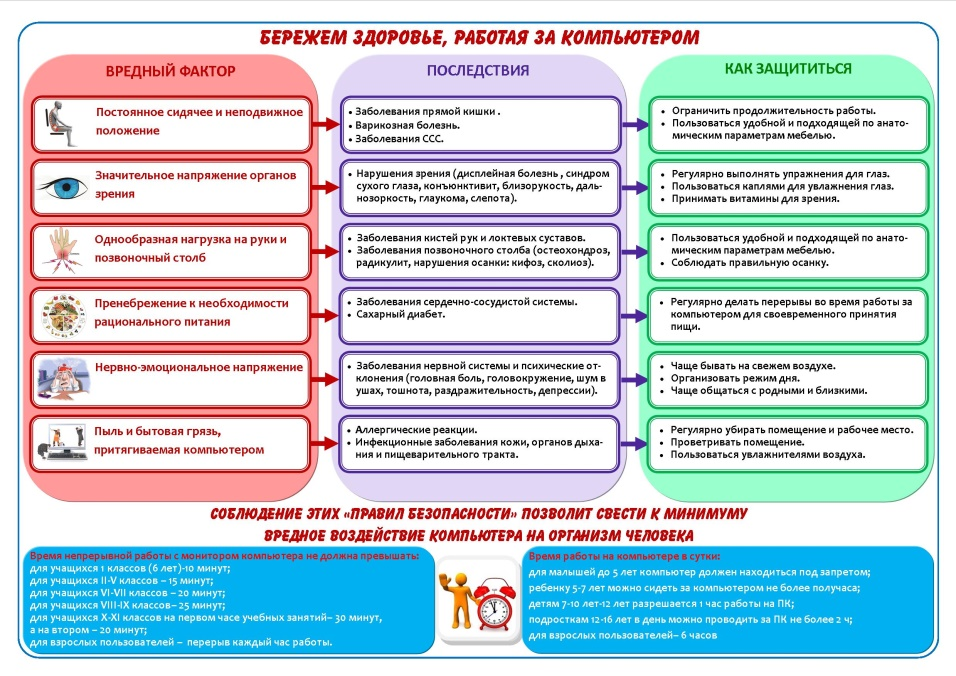 БЕРЕЖЕМ ЗДОРОВЬЕ, РАБОТАЯ ЗА КОМПЬЮТЕРОМ
ВРЕДНЫЙ ФАКТОР
ПОСЛЕДСТВИЯ
КАК ЗАЩИТИТЬСЯ
Постоянное сидячее и неподвижное
положение
• Заболевания прямой кишки .
• Варикозная болезнь.
• Заболевания ССС.
• Ограничить продолжительность работы.
• Пользоваться удобной и подходящей по анато-
мическим параметрам мебелью.
Значительное напряжение органов
зрения
• Нарушения зрения (дисплейная болезнь , синдром
сухого глаза, конъюнктивит, близорукость, даль-
нозоркость, глаукома, слепота).
• Регулярно выполнять упражнения для глаз.
• Пользоваться каплями для увлажнения глаз.
• Принимать витамины для зрения.
Однообразная нагрузка на руки и
позвоночный столб
• Заболевания кистей рук и локтевых суставов.
• Заболевания позвоночного столба (остеохондроз,
радикулит, нарушения осанки: кифоз, сколиоз).
• Пользоваться удобной и подходящей по анато-
мическим параметрам мебелью.
• Соблюдать правильную осанку.
Пренебрежение к необходимости
рационального питания
• Заболевания сердечно-сосудистой системы.
• Сахарный диабет.
• Регулярно делать перерывы во время работы за
компьютером для своевременного принятия
пищи.
Нервно-эмоциональное напряжение
• Заболевания нервной системы и психические от-
клонения (головная боль, головокружение, шум в
ушах, тошнота, раздражительность, депрессии).
• Чаще бывать на свежем воздухе.
• Организовать режим дня.
• Чаще общаться с родными и близкими.
Пыль и бытовая грязь,
притягиваемая компьютером
• Аллергические реакции.
• Инфекционные заболевания кожи, органов дыха-
ния и пищеварительного тракта.
• Регулярно убирать помещение и рабочее место.
• Проветривать помещение.
• Пользоваться увлажнителями воздуха.
СОБЛЮДЕНИЕ ЭТИХ «ПРАВИЛ БЕЗОПАСНОСТИ» ПОЗВОЛИТ СВЕСТИ К МИНИМУМУ
ВРЕДНОЕ ВОЗДЕЙСТВИЕ КОМПЬЮТЕРА НА ОРГАНИЗМ ЧЕЛОВЕКА
Время непрерывной работы с монитором компьютера не должна превышать:
для учащихся 1 классов (6 лет)-10 минут;
для учащихся II-V классов – 15 минут;
для учащихся VI-VII классов – 20 минут;
для учащихся VIII-IX классов– 25 минут;
для учащихся X-XI классов на первом часе учебных занятий– 30 минут,
а на втором – 20 минут;
для взрослых пользователей – перерыв каждый час работы.
Время работы на компьютере в сутки:
для малышей до 5 лет компьютер должен находиться под запретом;
ребенку 5-7 лет можно сидеть за компьютером не более получаса;
детям 7-10 лет-12 лет разрешается 1 час работы на ПК;
подросткам 12-16 лет в день можно проводить за ПК не более 2 ч;
для взрослых пользователей– 6 часов